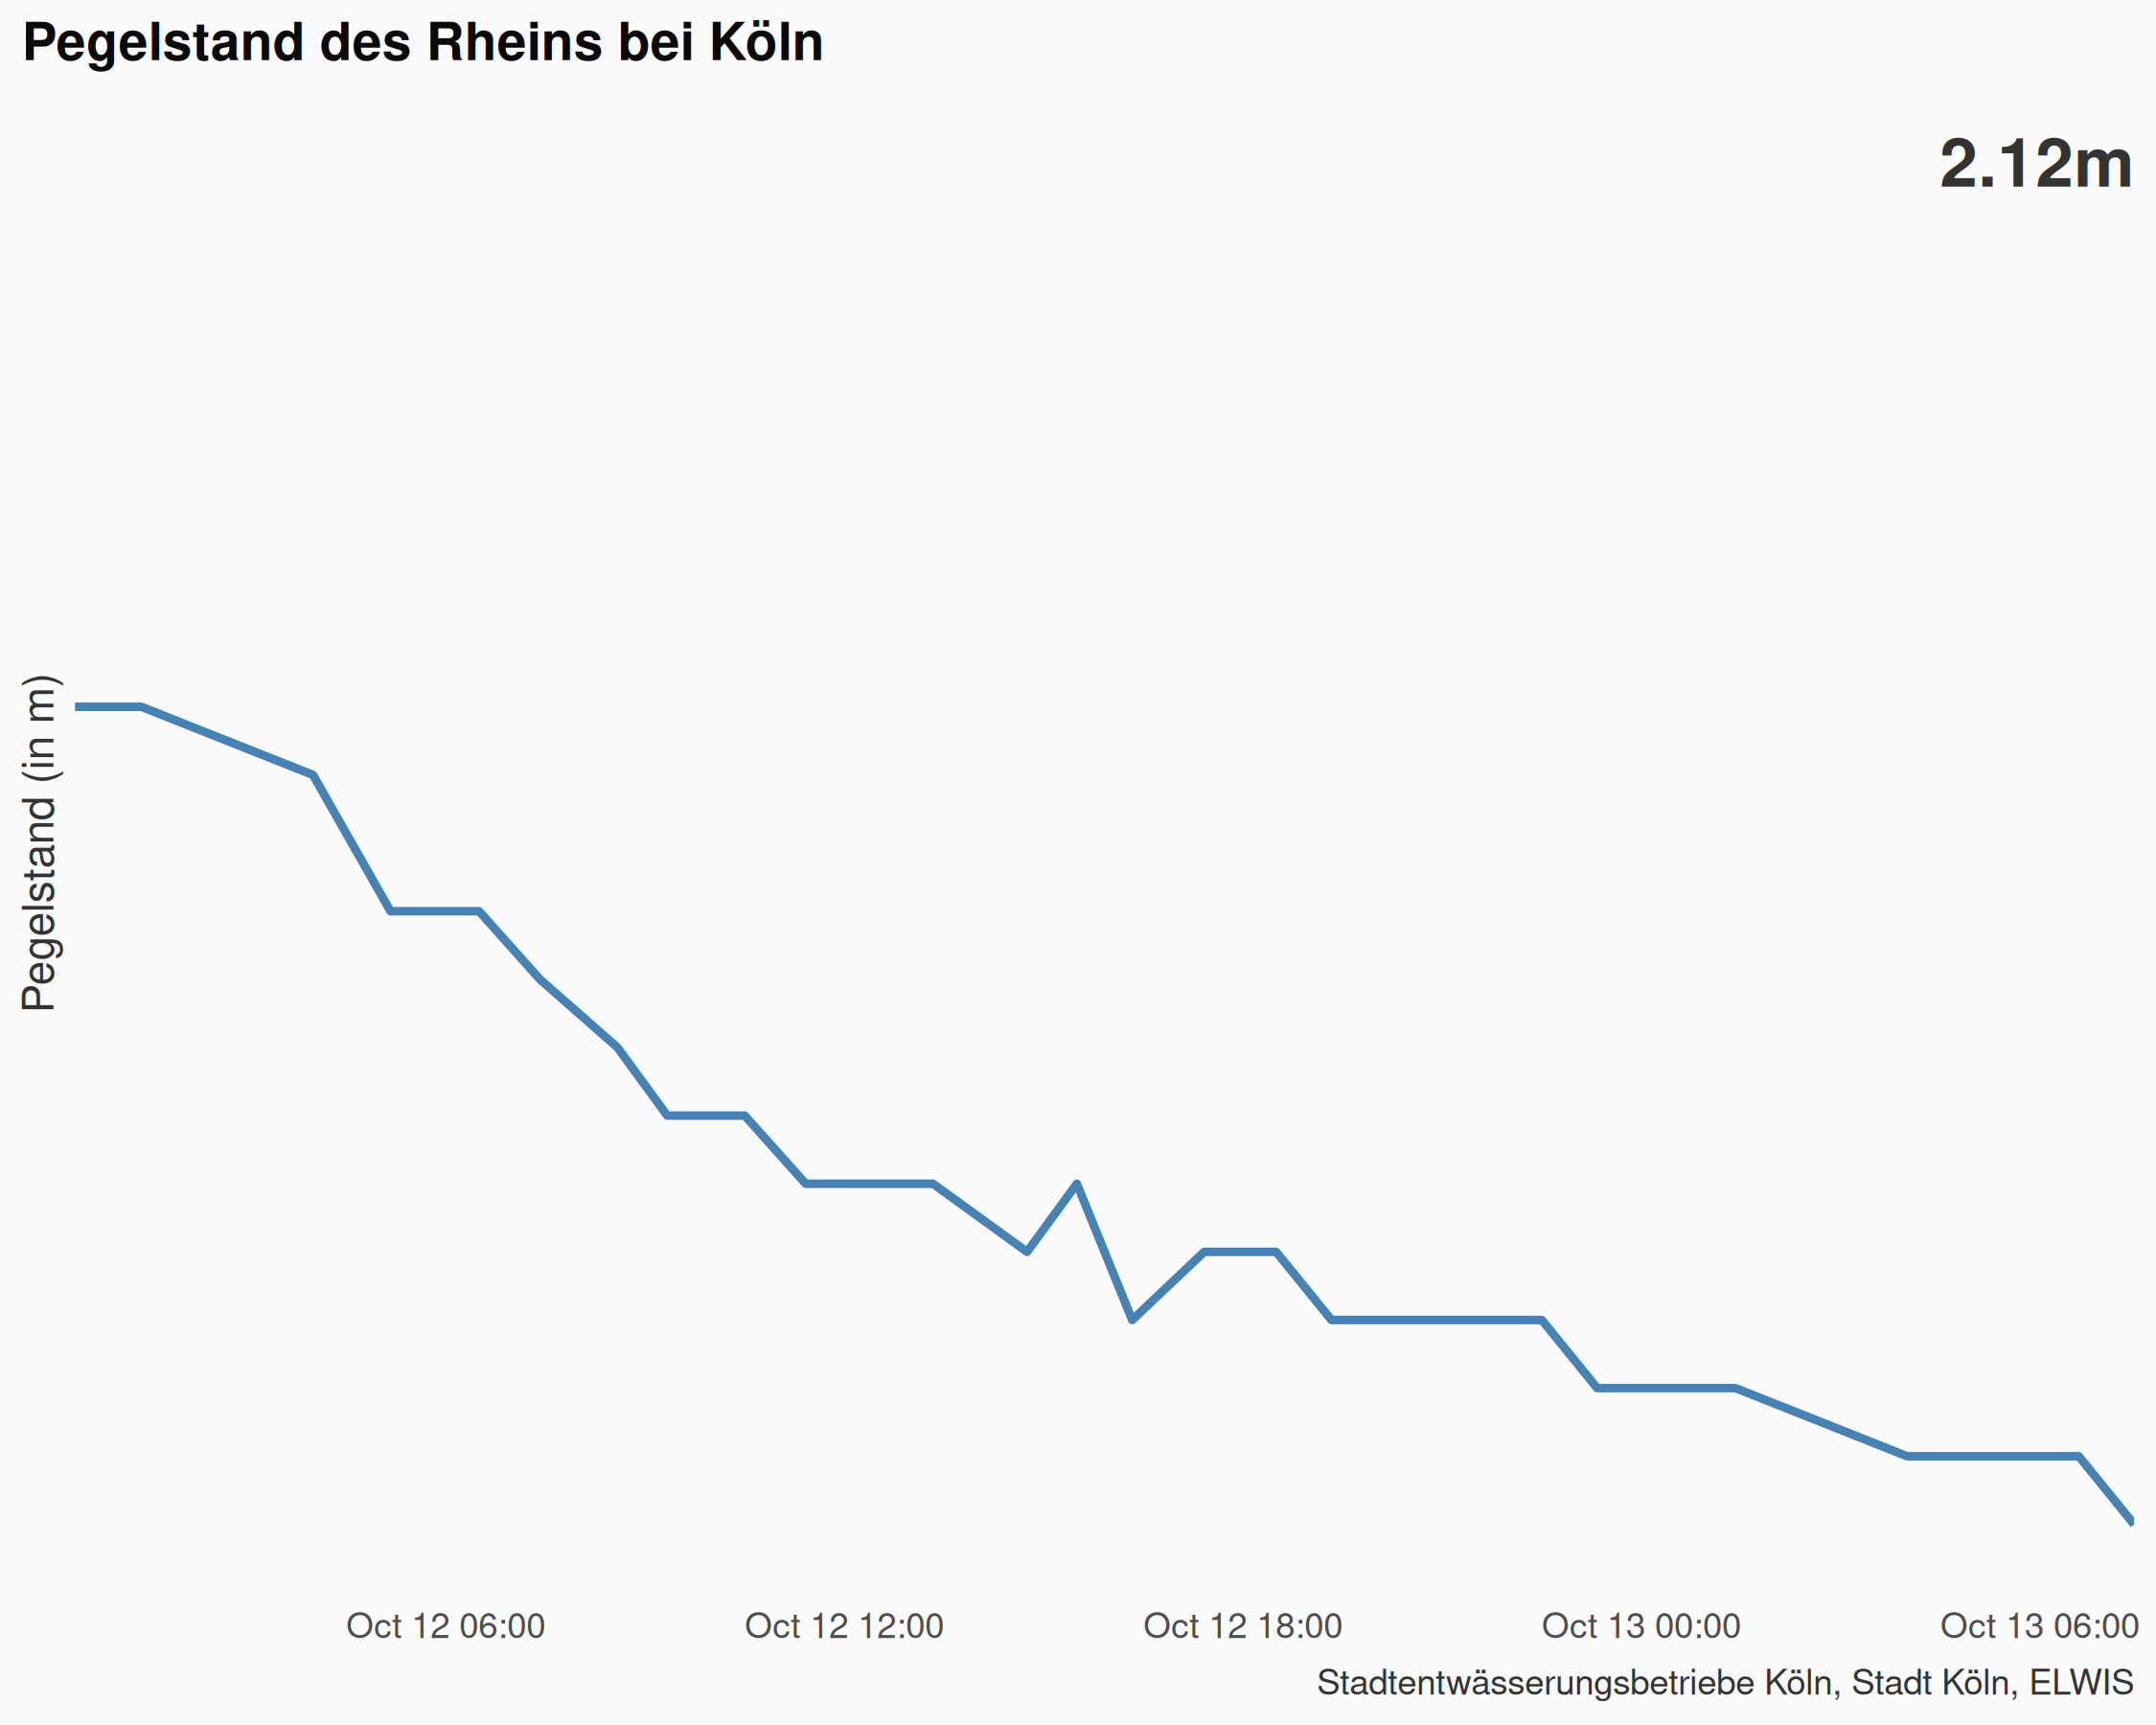 Pegelstand des Rheins bei Köln
2.12m
Pegelstand (in m)
Oct 12 06:00 Oct 12 12:00 Oct 12 18:00 Oct 13 00:00 Oct 13 06:00
Stadtentwässerungsbetriebe Köln, Stadt Köln, ELWIS